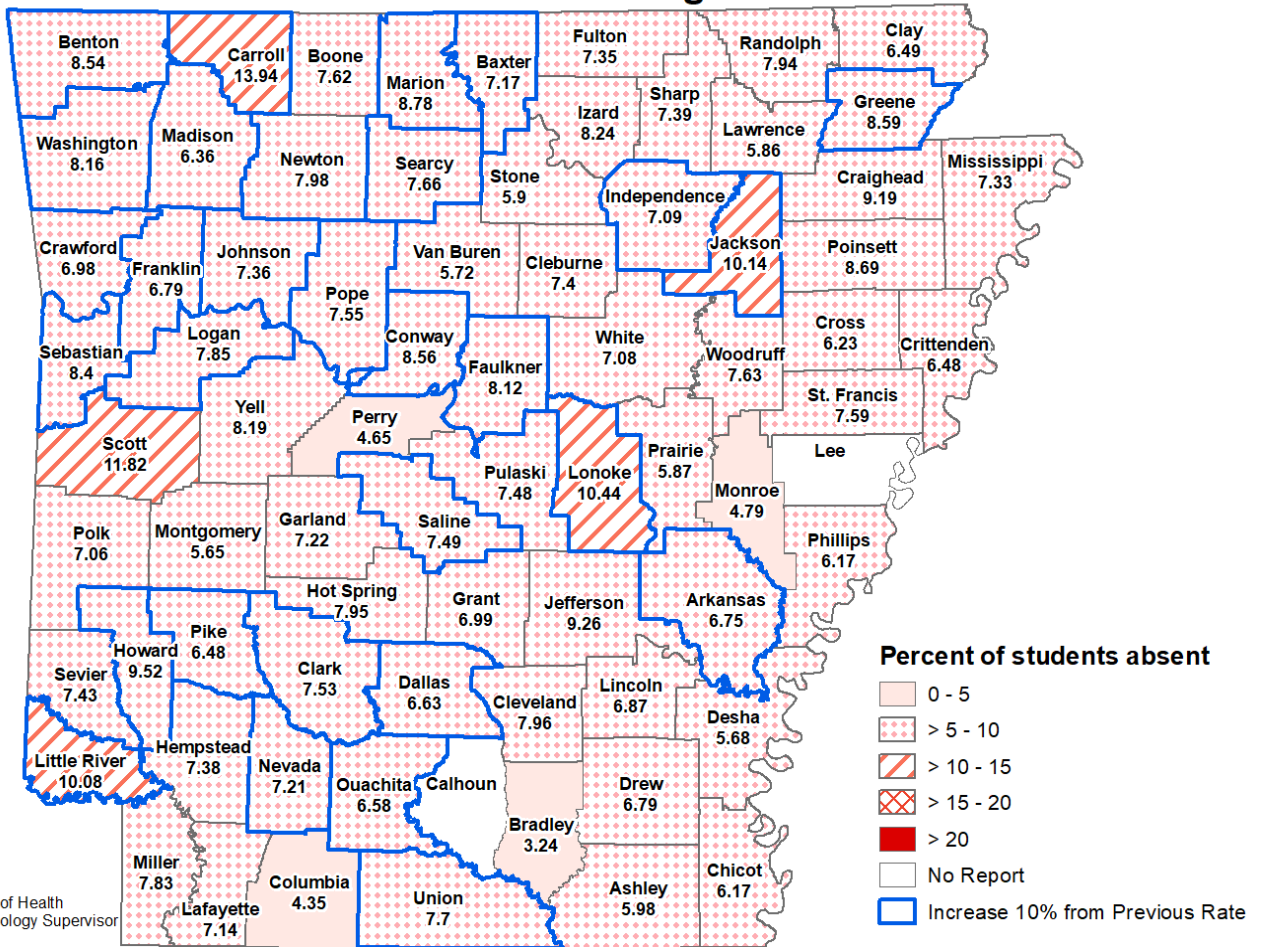 Benton
8.54
Carroll
13.94
Boone
7.62
Marion
8.78
Baxter
7.17
Fulton
7.35
Randolph
7.94
Clay
6.49
Sharp
7.39
Izard
8.24
Greene
8.59
Lawrence
5.86
Washington
8.16
Madison
6.36
Newton
7.98
Searcy
7.66
Stone
5.9
Independence
7.09
Craighead
9.19
Mississippi
7.33
Crawford
6.98
Franklin
6.79
Johnson
7.36
Van Buren
5.72
Cleburne
7.4
Jackson
10.14
Poinsett
8.69
Pope
7.55
Sebastian
8.4
Logan
7.85
Conway
8.56
Faulkner
8.12
White
7.08
Woodruff
7.63
Cross
6.23
Crittenden
6.48
St. Francis
7.59
Scott
11.82
Yell
8.19
Perry
4.65
Pulaski
7.48
Lonoke
10.44
Prairie
5.87
Monroe
4.79
Lee
Polk
7.06
Montgomery
5.65
Garland
7.22
Saline
7.49
Phillips
6.17
Hot Spring
7.95
Grant
6.99
Jefferson
9.26
Arkansas
6.75
Sevier
7.43
Howard
9.52
Pike
6.48
Clark
7.53
Dallas
6.63
Cleveland
7.96
Lincoln
6.87
Desha
5.68
Little River
10.08
Hempstead
7.38
Nevada
7.21
Ouachita
6.58
Calhoun
Bradley
3.24
Drew
6.79
Miller
7.83
Lafayette
7.14
Columbia
4.35
Union
7.7
Ashley
5.98
Chicot
6.17
Percent of students absent
0 - 5
> 5 - 10
> 10 - 15
> 15 - 20
> 20
No Report
Increase 10% from Previous Rate
of Health
ology Supervisor